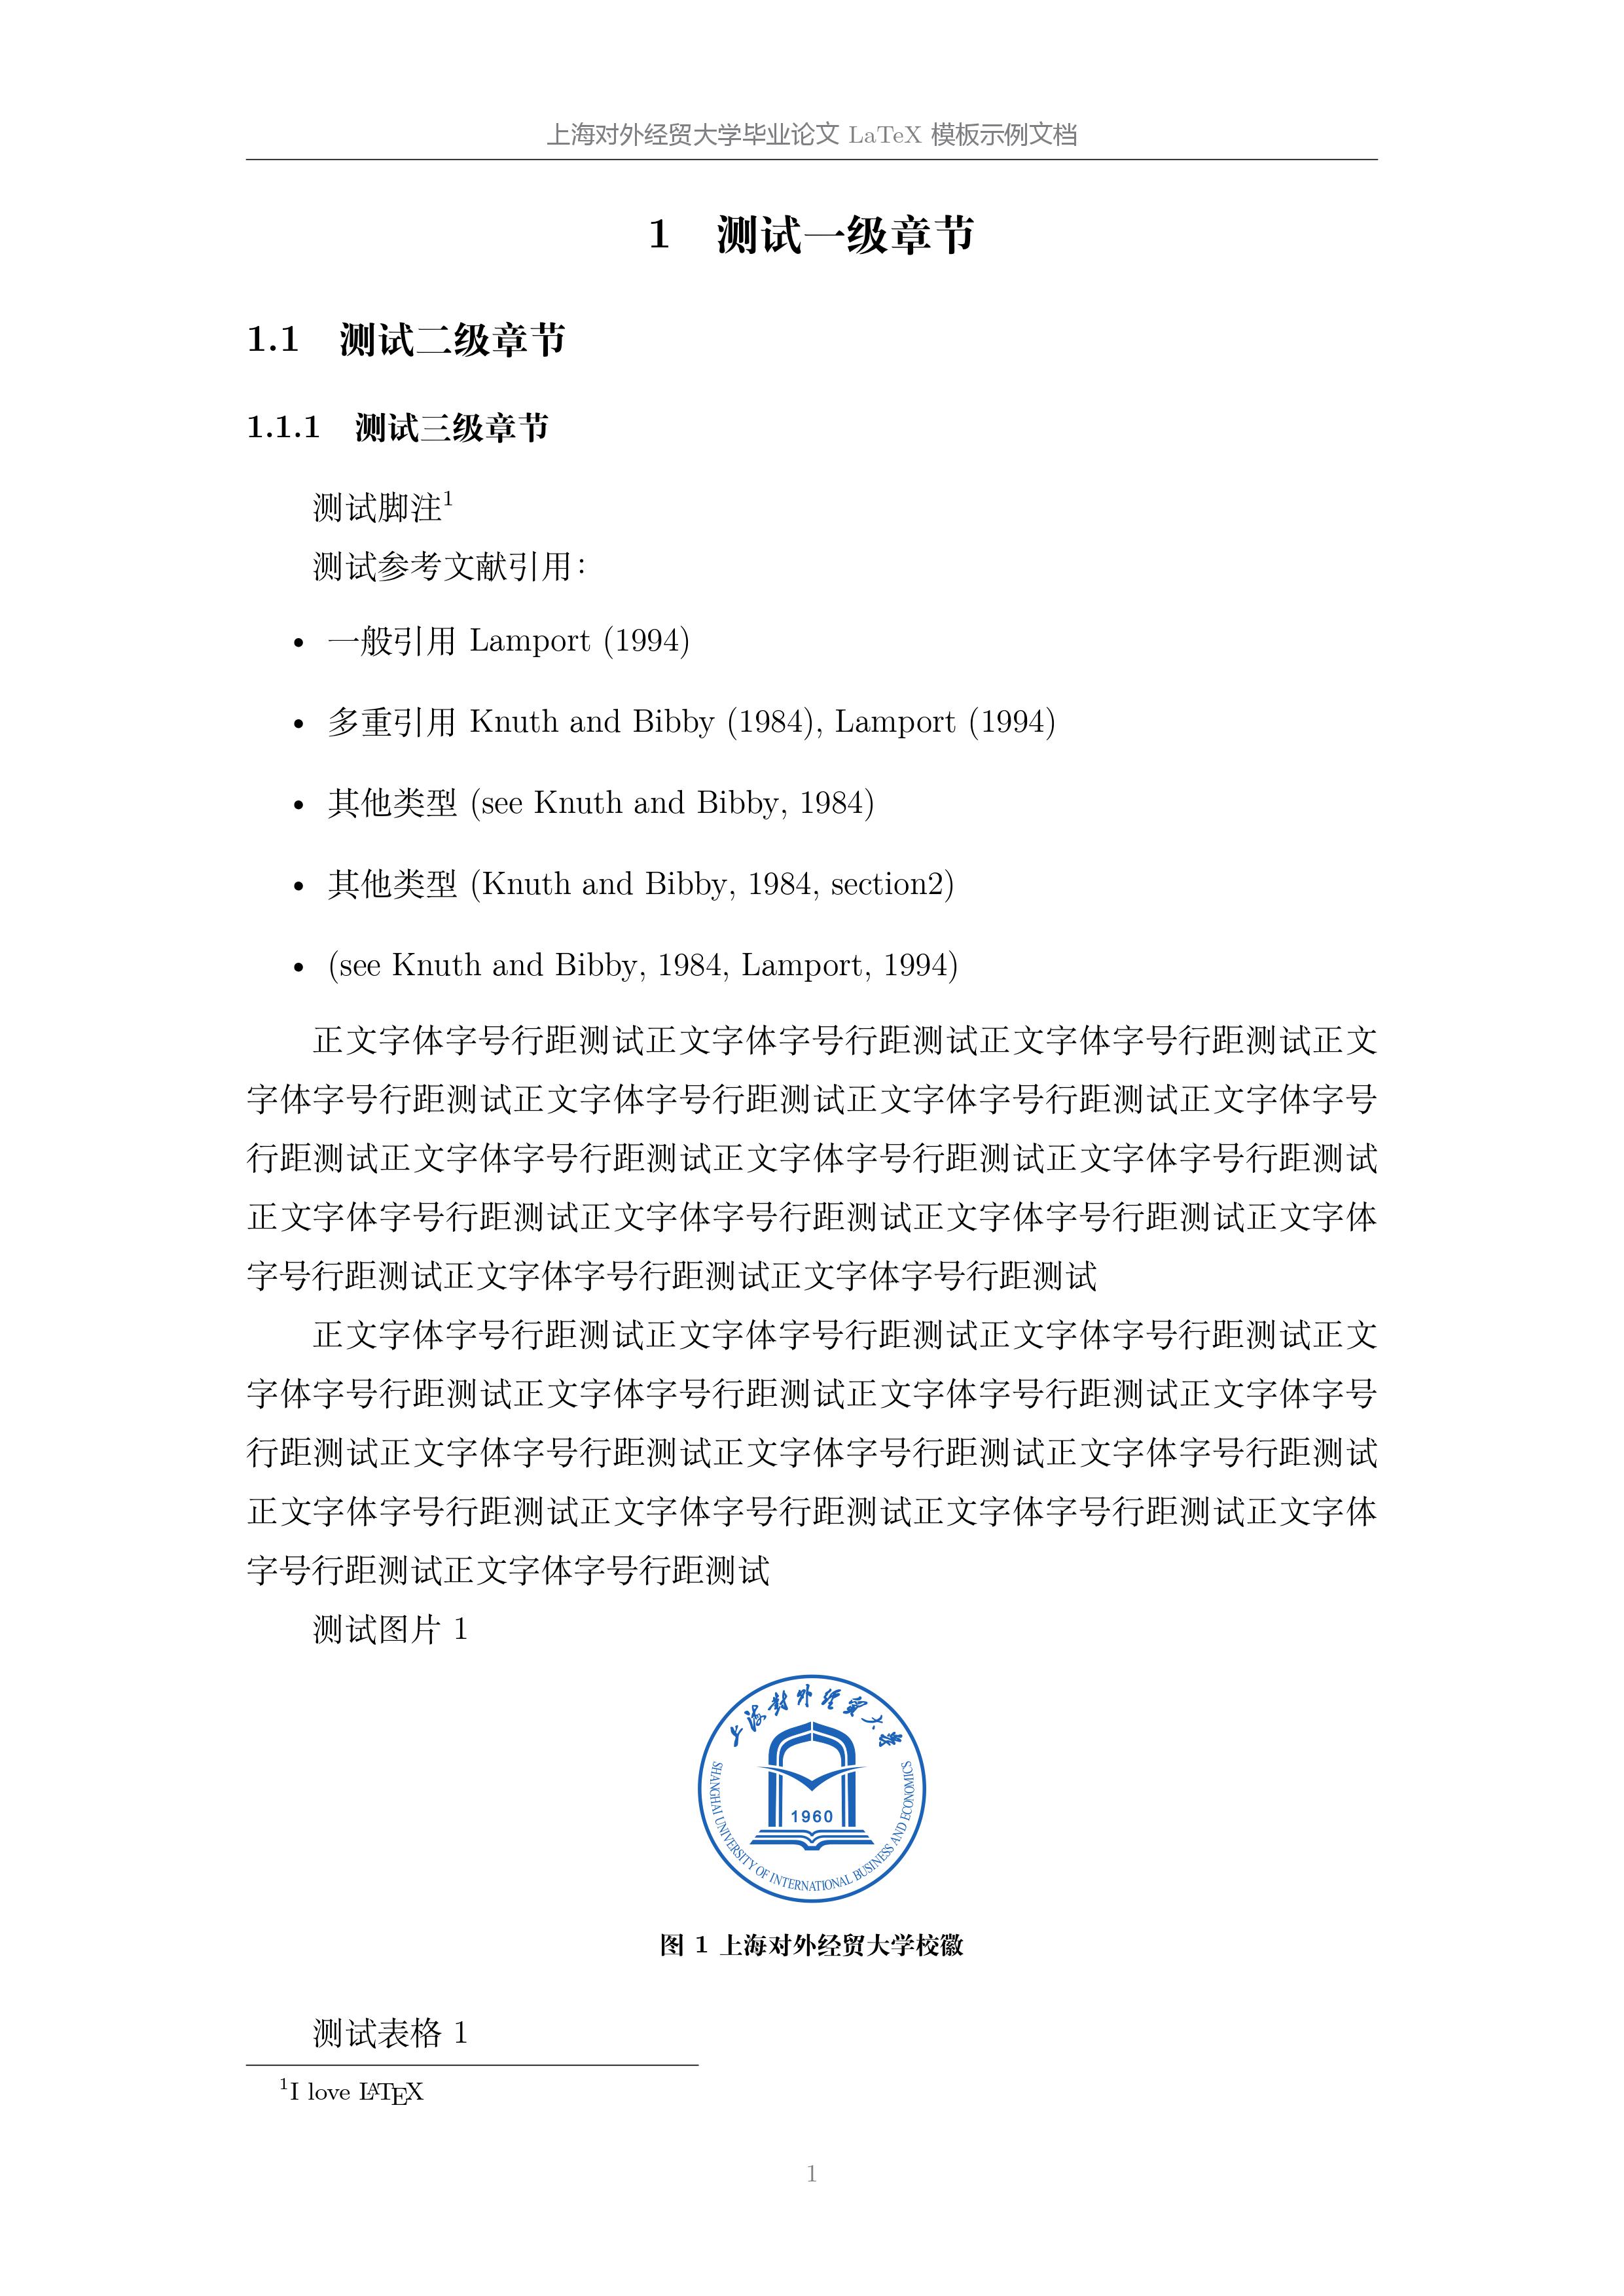 上海对外经贸大学毕业论文 LaTeX 模板示例文档
1 测试一级章节
1.1 测试二级章节
1.1.1 测试三级章节
测试脚注1
测试参考文献引用：
• 一般引用 Lamport (1994)
• 多重引用 Knuth and Bibby (1984), Lamport (1994)
• 其他类型 (see Knuth and Bibby, 1984)
• 其他类型 (Knuth and Bibby, 1984, section2)
• (see Knuth and Bibby, 1984, Lamport, 1994)
正文字体字号行距测试正文字体字号行距测试正文字体字号行距测试正文
字体字号行距测试正文字体字号行距测试正文字体字号行距测试正文字体字号
行距测试正文字体字号行距测试正文字体字号行距测试正文字体字号行距测试
正文字体字号行距测试正文字体字号行距测试正文字体字号行距测试正文字体
字号行距测试正文字体字号行距测试正文字体字号行距测试
正文字体字号行距测试正文字体字号行距测试正文字体字号行距测试正文
字体字号行距测试正文字体字号行距测试正文字体字号行距测试正文字体字号
行距测试正文字体字号行距测试正文字体字号行距测试正文字体字号行距测试
正文字体字号行距测试正文字体字号行距测试正文字体字号行距测试正文字体
字号行距测试正文字体字号行距测试
测试图片 1
上海對外经贸大学
1960
SHANGHAI UNIVERSITY OF INTERNATIONAL BUSINESS AND ECONOMICS
图 1 上海对外经贸大学校徽
测试表格 1
1I love LATEX
1